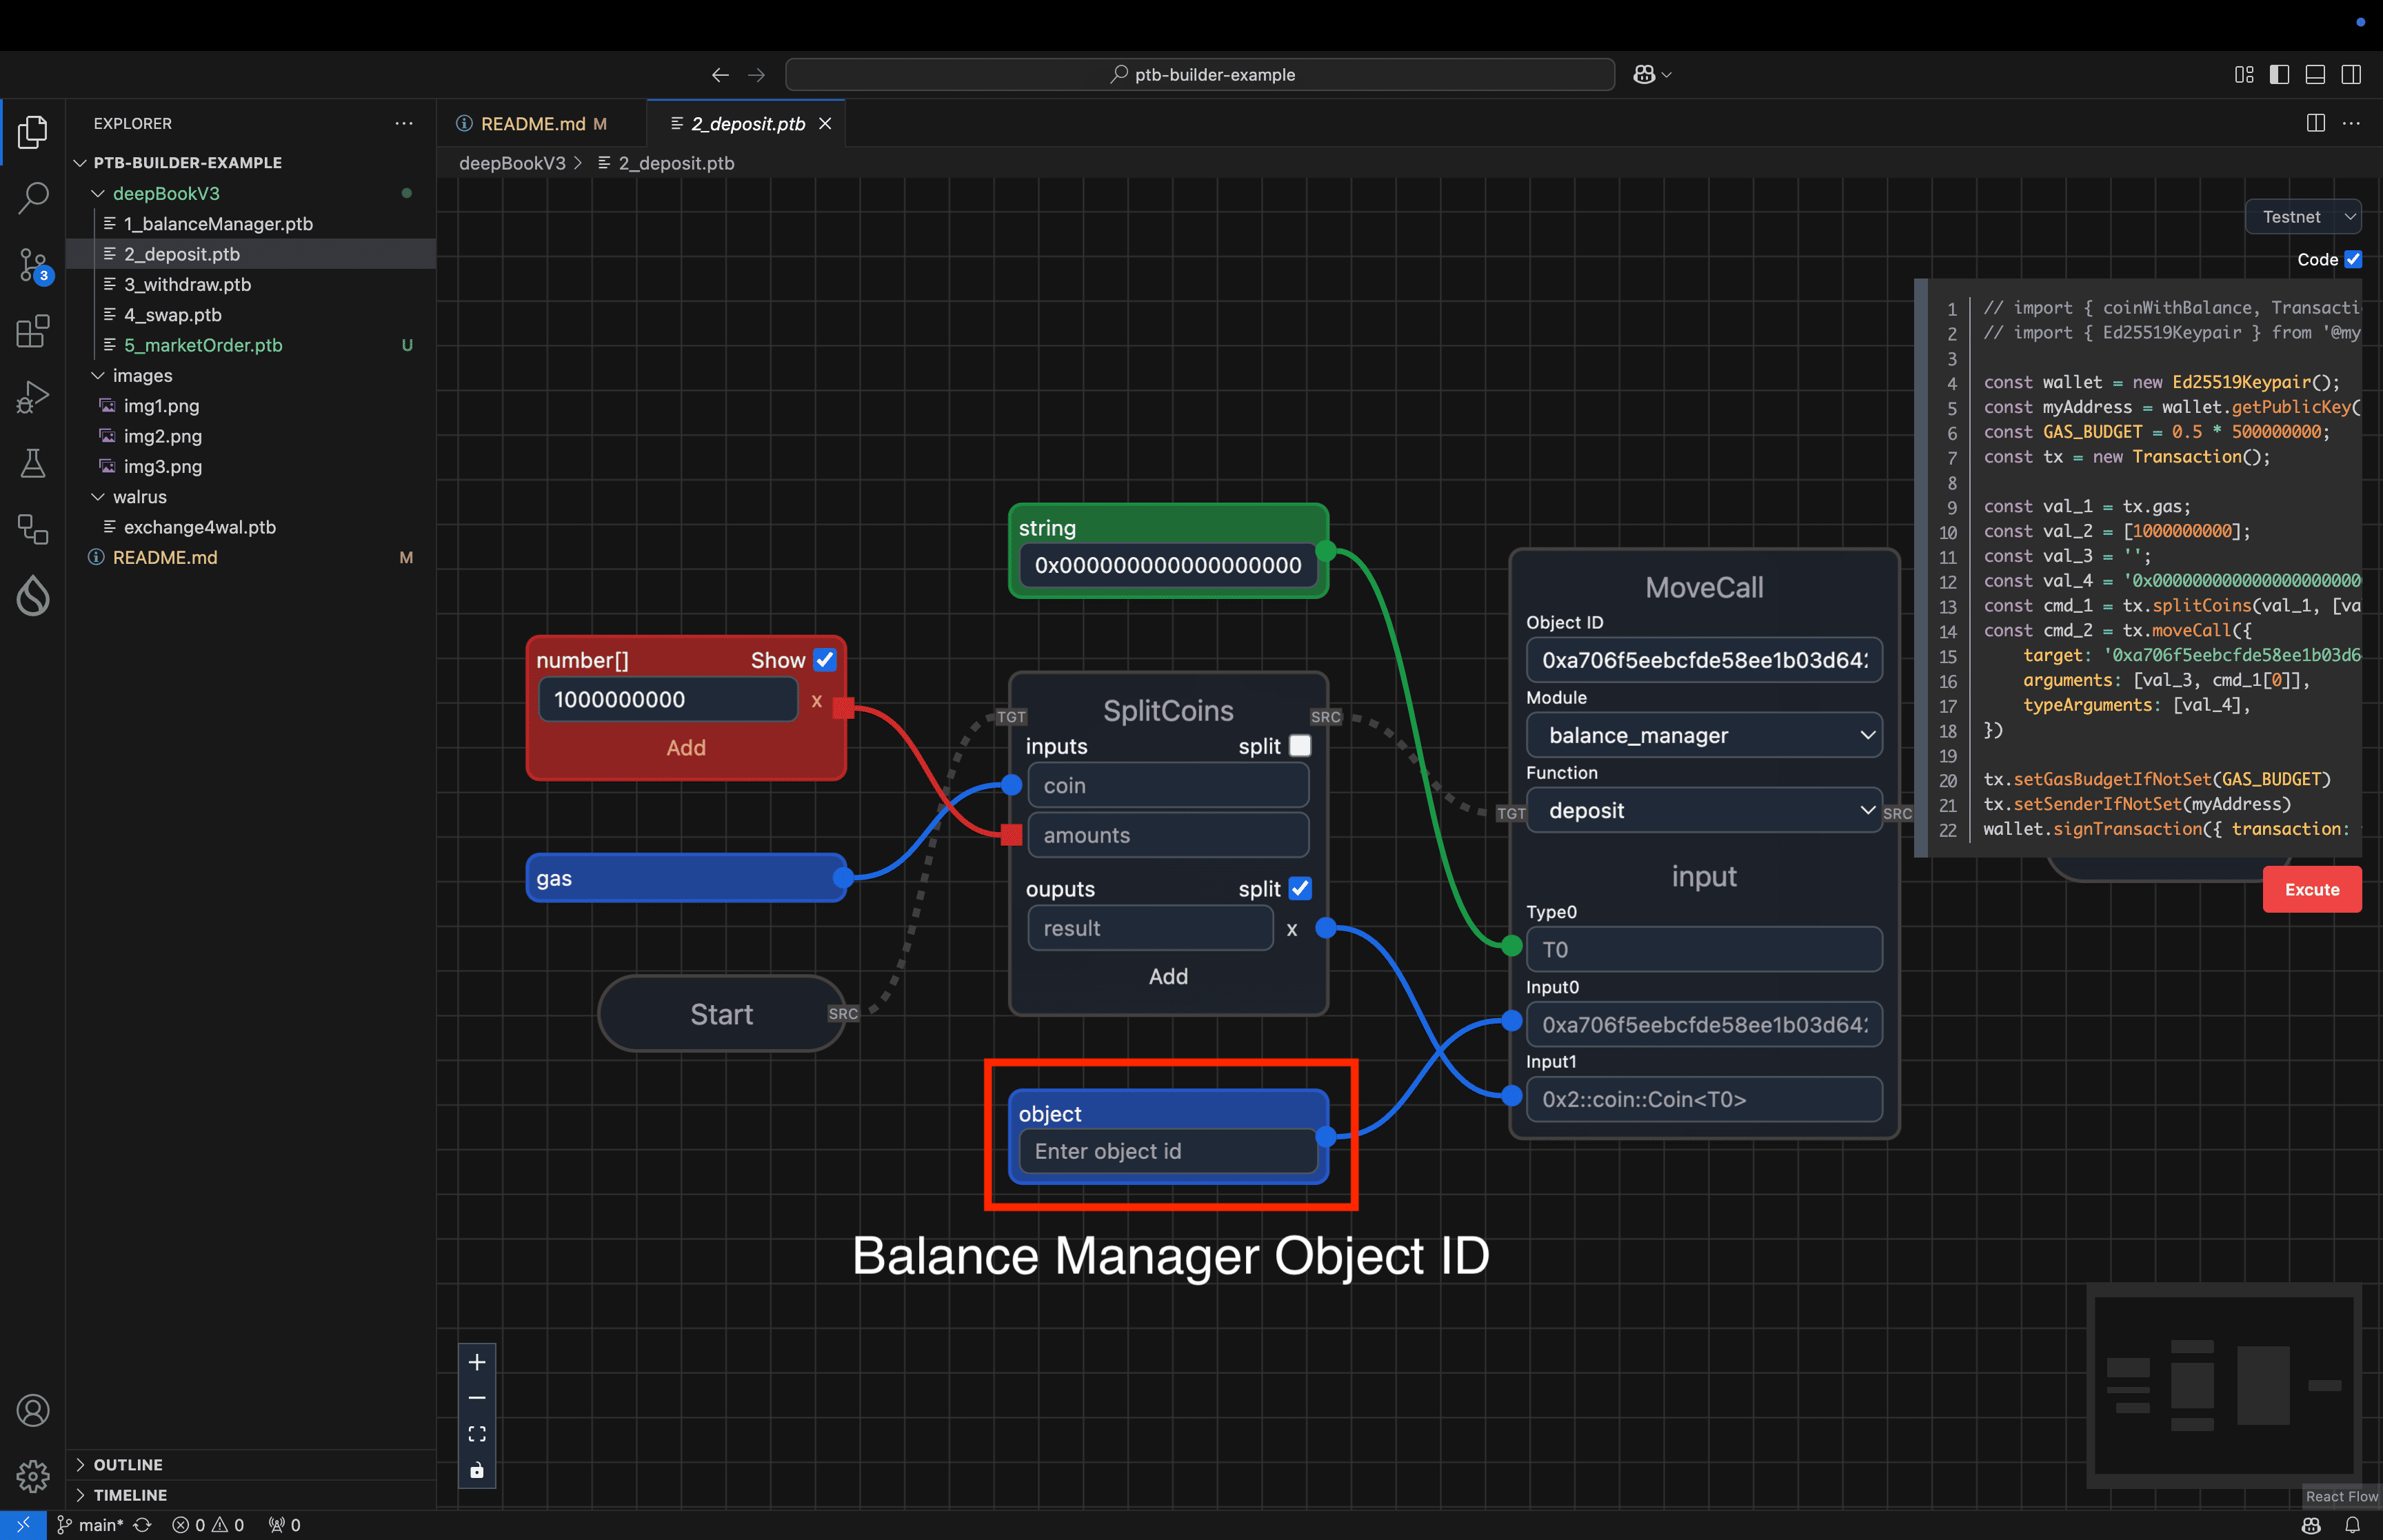 ptb-builder-example
EXPLORER
PTB-BUILDER-EXAMPLE
deepBookV3
1_balanceManager.ptb
2_deposit.ptb
3_withdraw.ptb
4_swap.ptb
5_marketOrder.ptb U
images
img1.png
img2.png
img3.png
walrus
exchange4wal.ptb
README.md M
3
OUTLINE
TIMELINE
README.md M
2_deposit.ptb
deepBookV3 > 2_deposit.ptb
Testnet
Code
string
0x000000000000000000
number[] Show
1000000000 x
Add
gas
Start
SRC
TGT
SRC
SplitCoins
inputs split
coin
amounts
ouputs split
result x
Add
object
Enter object id
Balance Manager Object ID
MoveCall
Object ID
0xa706f5eebcfde58ee1b03d642
Module
balance_manager
Function
deposit
TGT
SRC
input
Type0
T0
Input0
0xa706f5eebcfde58ee1b03d642
Input1
0x2::coin::Coin<T0>
1 // import { coinWithBalance, Transacti
2 // import { Ed25519Keypair } from '@my
3
4 const wallet = new Ed25519Keypair();
5 const myAddress = wallet.getPublicKey(
6 const GAS_BUDGET = 0.5 * 500000000;
7 const tx = new Transaction();
8
9 const val_1 = tx.gas;
10 const val_2 = [1000000000];
11 const val_3 = '';
12 const val_4 = '0x0000000000000000000000
13 const cmd_1 = tx.splitCoins(val_1, [va
14 const cmd_2 = tx.moveCall({
15 target: '0xa706f5eebcfde58ee1b03d6
16 arguments: [val_3, cmd_1[0]],
17 typeArguments: [val_4],
18 })
19
20 tx.setGasBudgetIfNotSet(GAS_BUDGET)
21 tx.setSenderIfNotSet(myAddress)
22 wallet.signTransaction({ transaction:
Excute
React Flow
main* 0 0 0